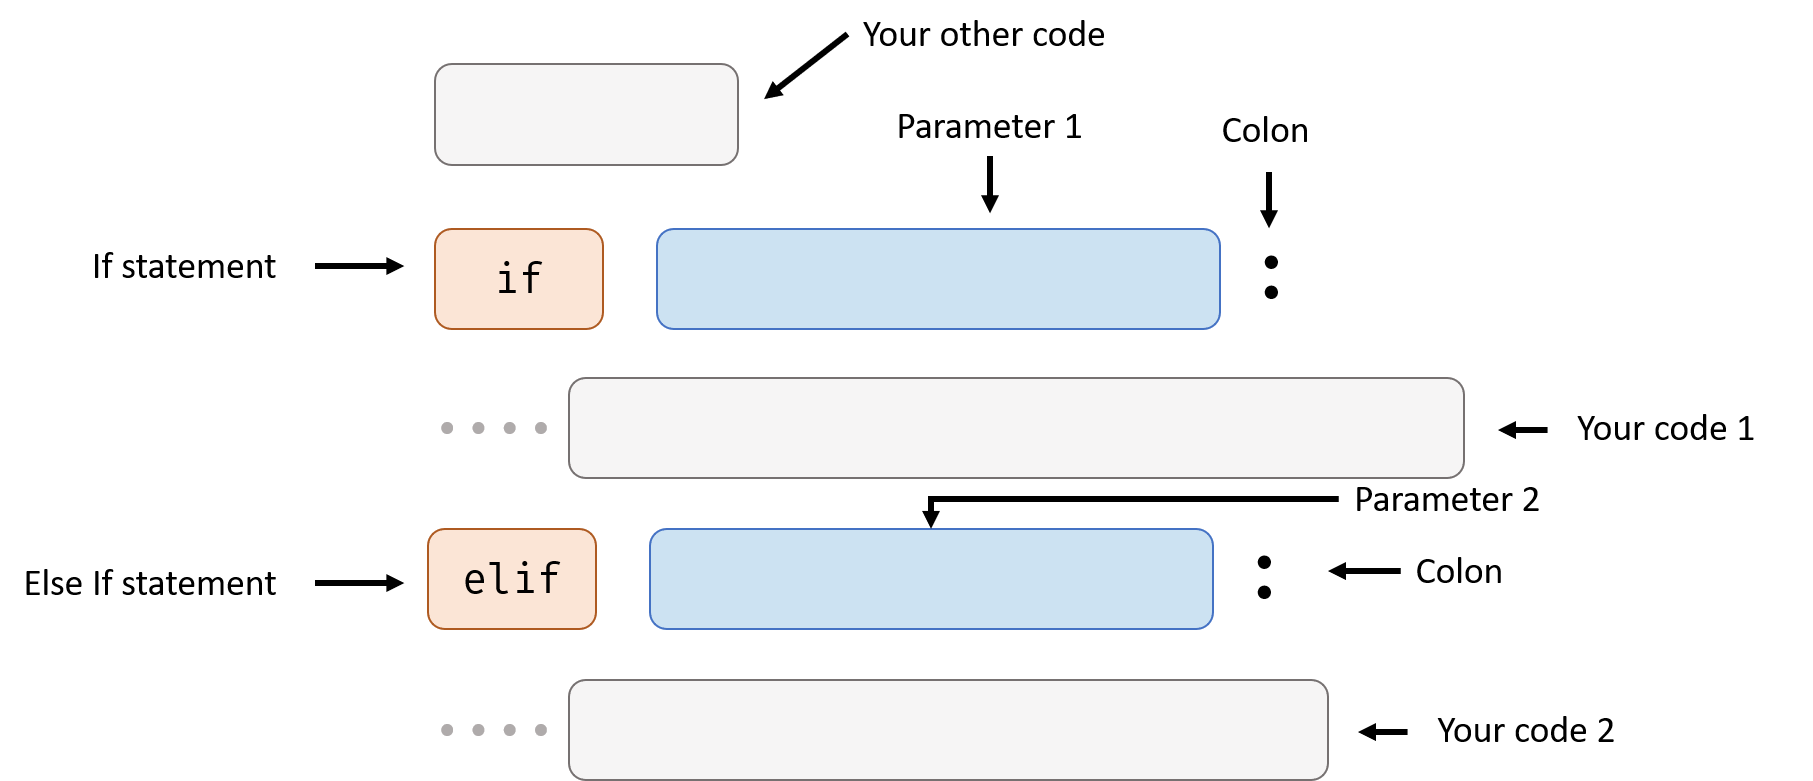 Your other code
Parameter 1
Colon
If statement
if
:
Your code 1
Parameter 2
Else If statement
elif
:
Colon
Your code 2